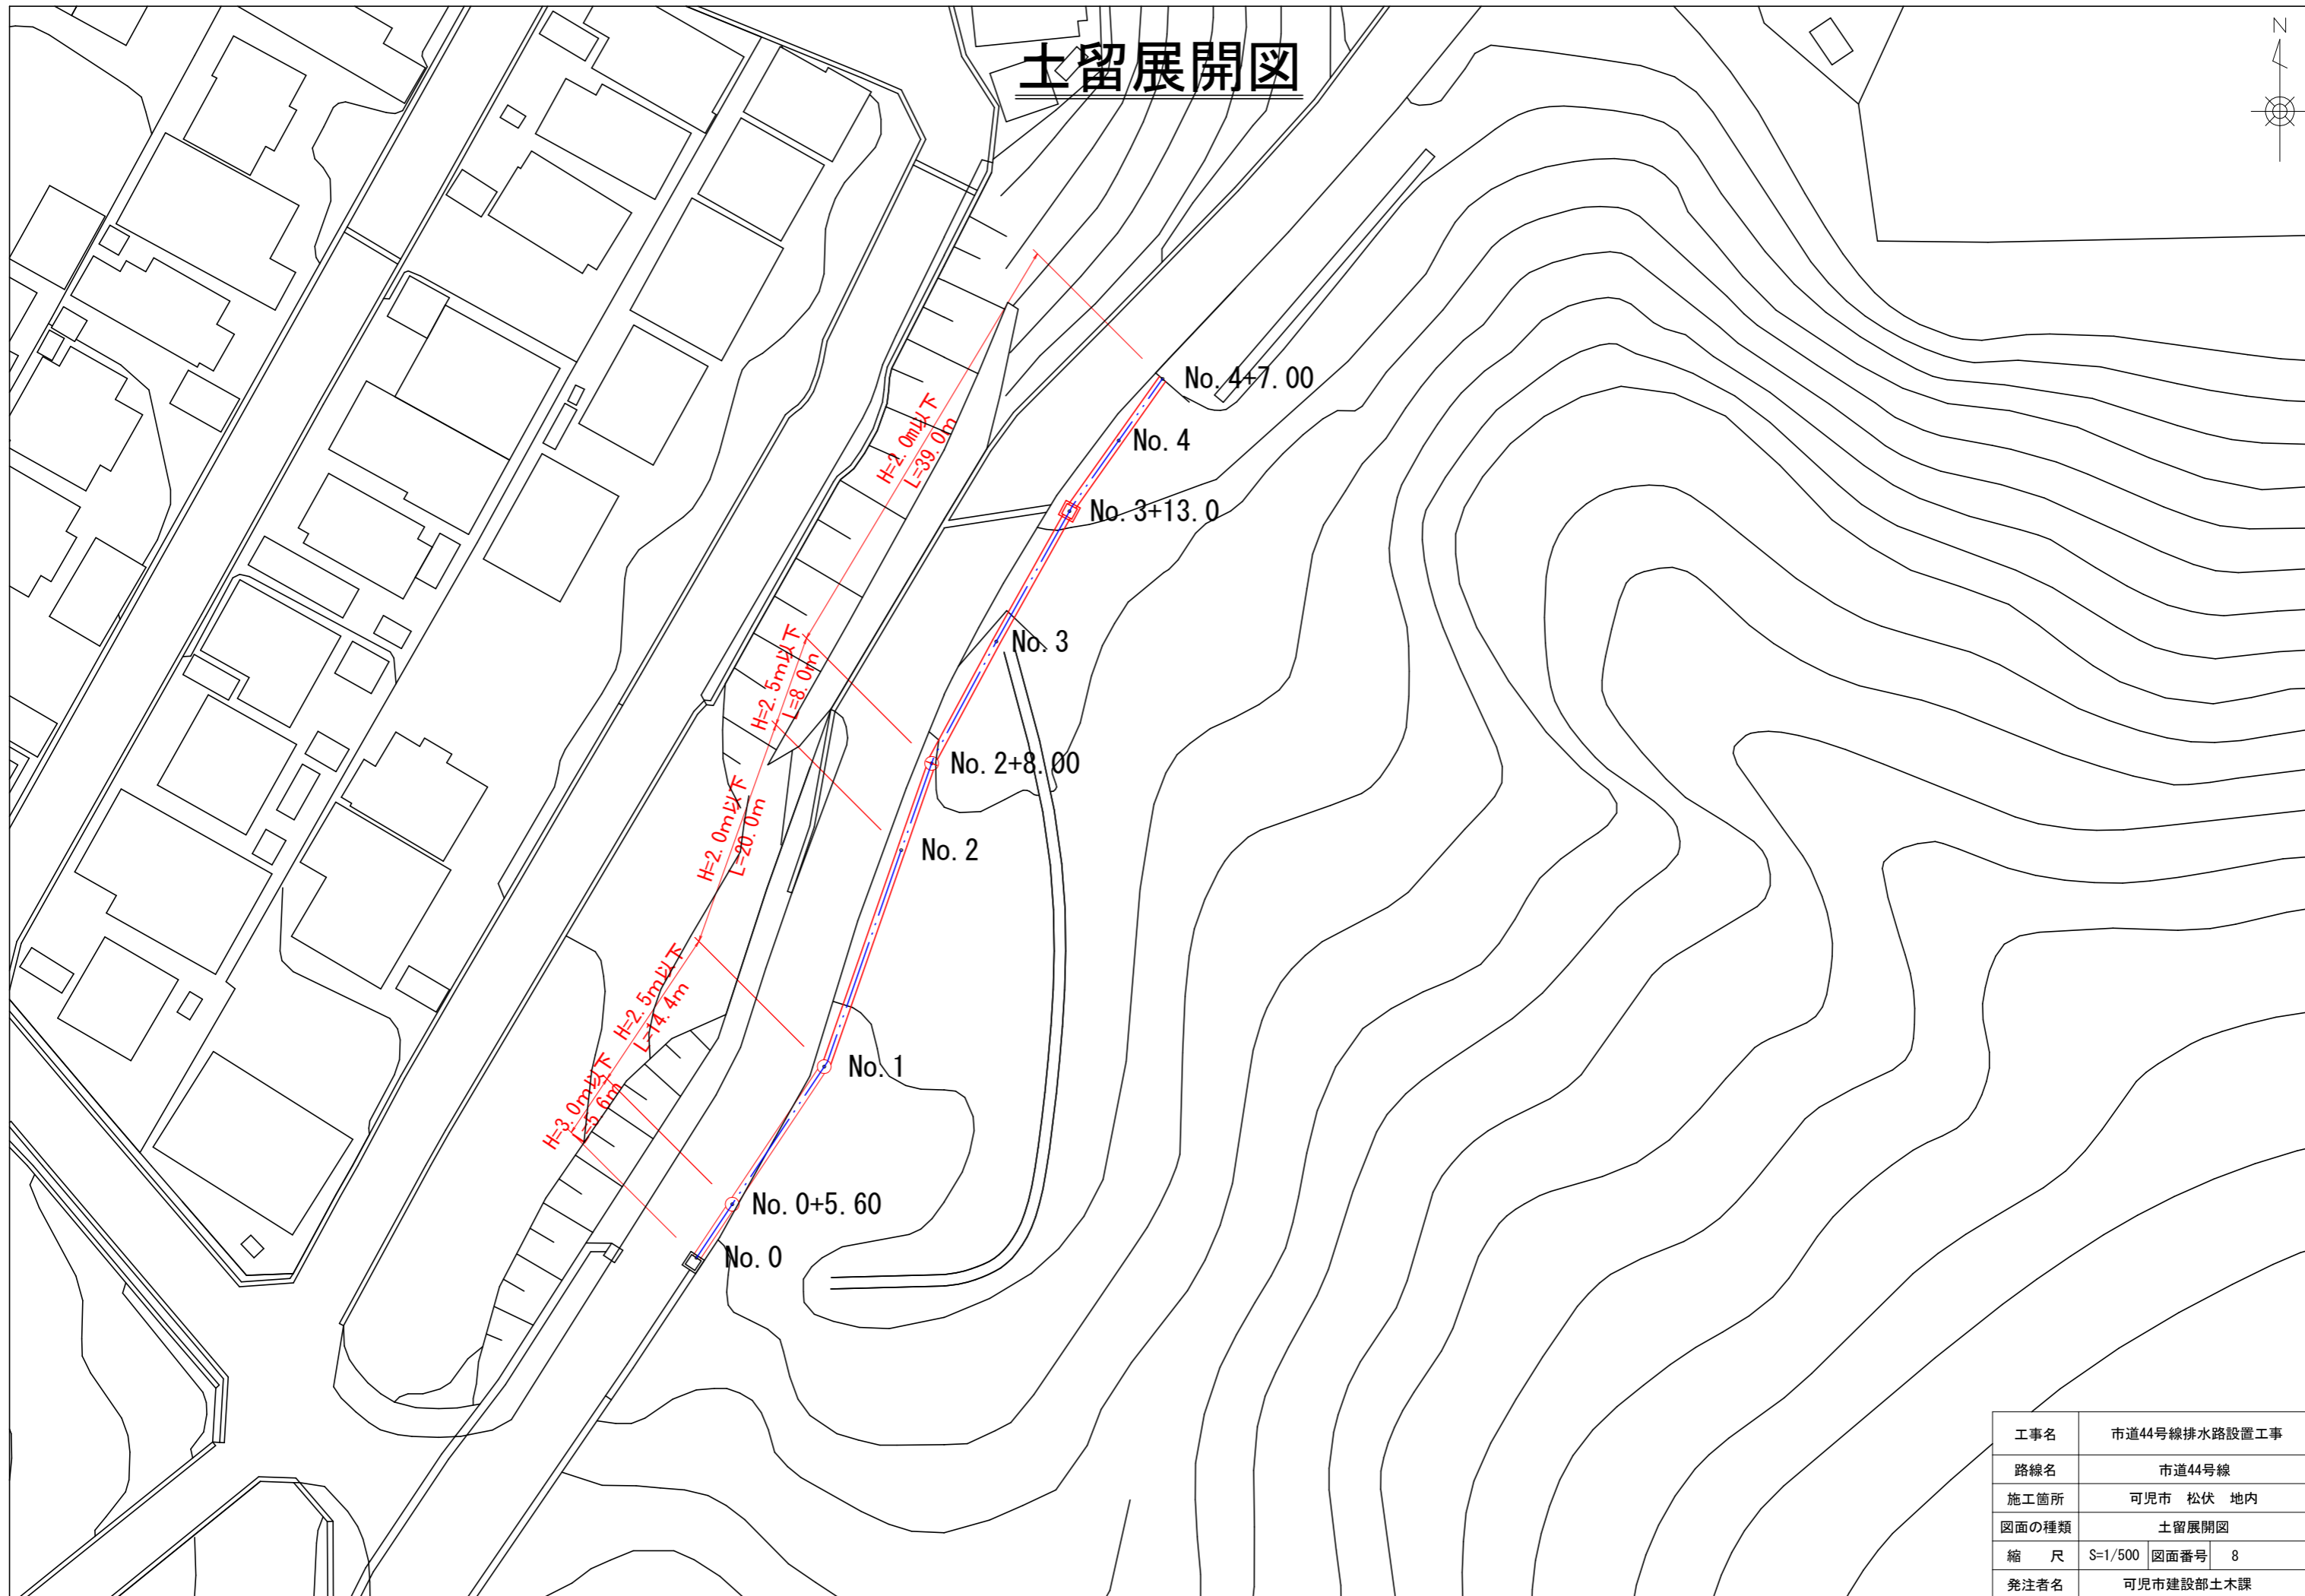 土留展開図
N
No.4+7.00
H=2.0m以下
L=39.0m
No.4
No.3+13.0
No.3
H=2.5m以下
L=8.0m
No.2+8.00
H=2.0m以下
L=20.0m
No.2
H=2.5m以下
L=14.4m
No.1
H=3.0m以下
L=5.6m
No.0+5.60
No.0
工事名 市道44号線排水路設置工事
路線名 市道44号線
施工箇所 可児市 松伏 地内
図面の種類 土留展開図
縮 尺 S=1/500 図面番号 8
発注者名 可児市建設部土木課